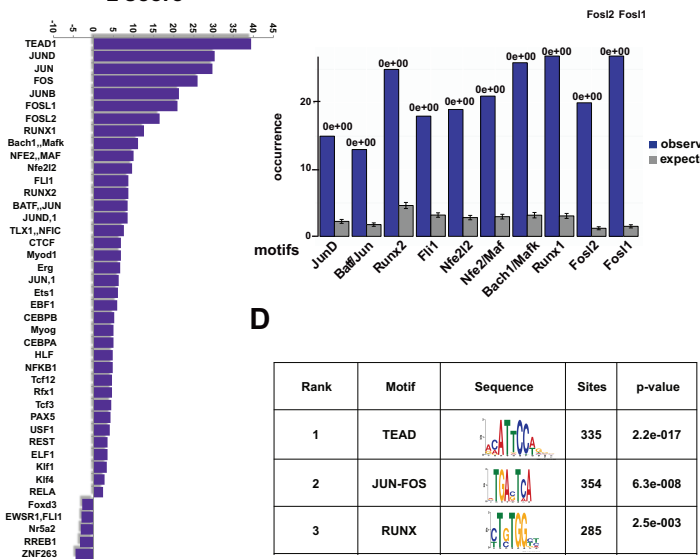 Fosl2 Fosl1
-10 -5 0 5 10 15 20 25 30 35 40 45
TEAD1
JUND
JUN
FOS
JUNB
FOSL1
FOSL2
RUNX1
Bach1,,Mafk
NFE2,,MAF
Nfe2l2
FLI1
RUNX2
BATF,,JUN
JUND,1
TLX1,,NFIC
CTCF
Myod1
Erg
JUN,1
Ets1
EBF1
CEBPB
Myog
CEBPA
HLF
NFKB1
Tcf12
Rfx1
Tcf3
PAX5
USF1
REST
ELF1
Klf1
Klf4
RELA
Foxd3
EWSR1,FLI1
Nr5a2
RREB1
ZNF263
occurrence
20
10
0
0e+00 0e+00 0e+00 0e+00 0e+00 0e+00 0e+00 0e+00 0e+00 0e+00
observ
expect
motifs
JunD Batf/Jun Runx2 Fli1 Nfe2l2 Nfe2/Maf Bach1/Mafk Runx1 Fosl2 Fosl1
D
Rank Motif Sequence Sites p-value
1 TEAD 335 2.2e-017
2 JUN-FOS 354 6.3e-008
3 RUNX 285 2.5e-003